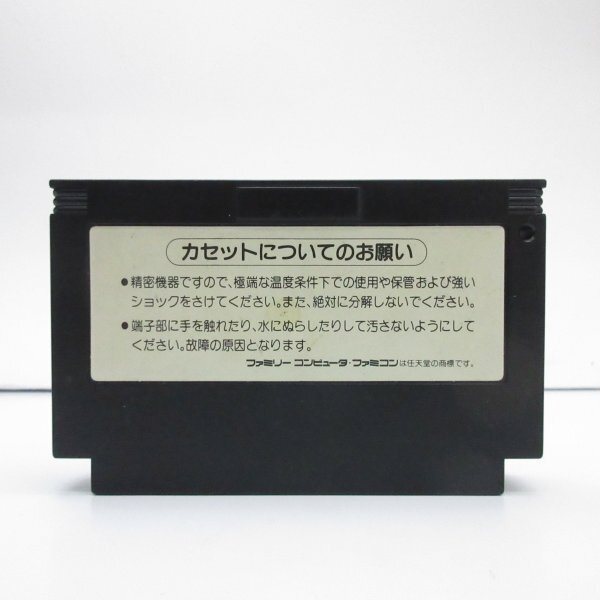 カセットについてのお願い
●精密機器ですので、極端な温度条件下での使用や保管および強い
ショックをさけてください。また、絶対に分解しないでください。
●端子部に手を触れたり、水にぬらしたりして汚さないようにして
ください。故障の原因となります。
ファミリーコンピュータ・ファミコンは任天堂の商標です。